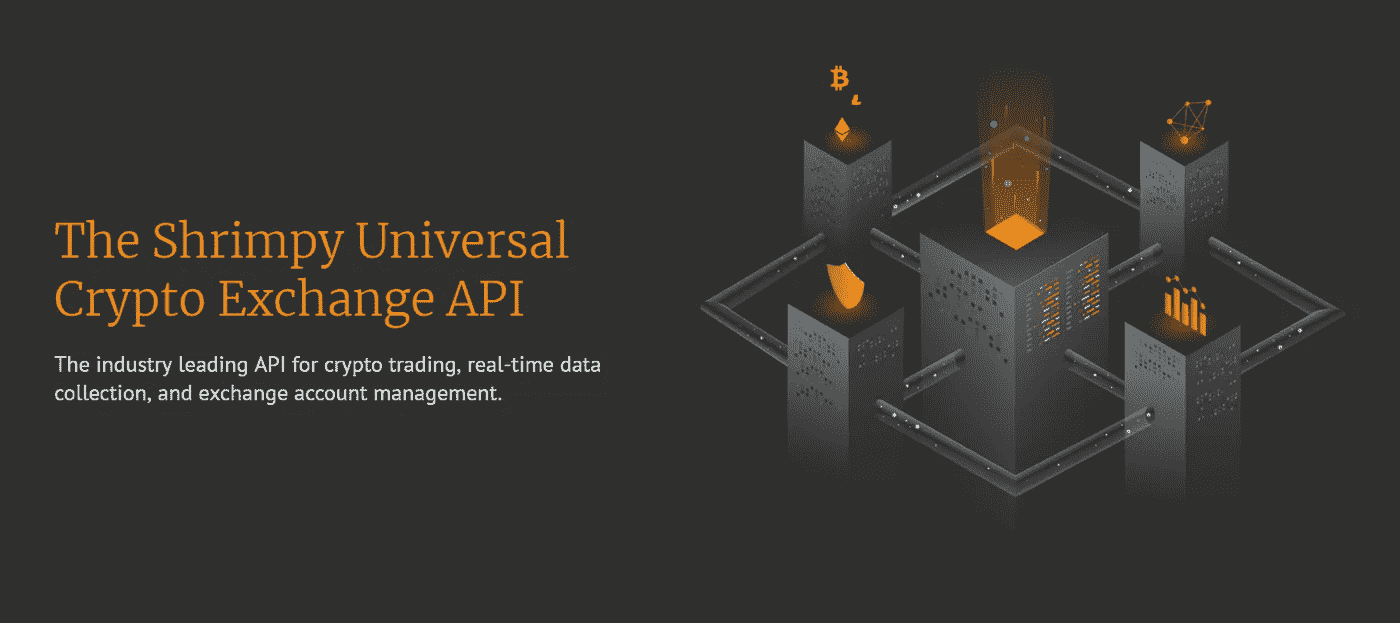 The Shrimpy Universal
Crypto Exchange API
The industry leading API for crypto trading, real-time data
collection, and exchange account management.